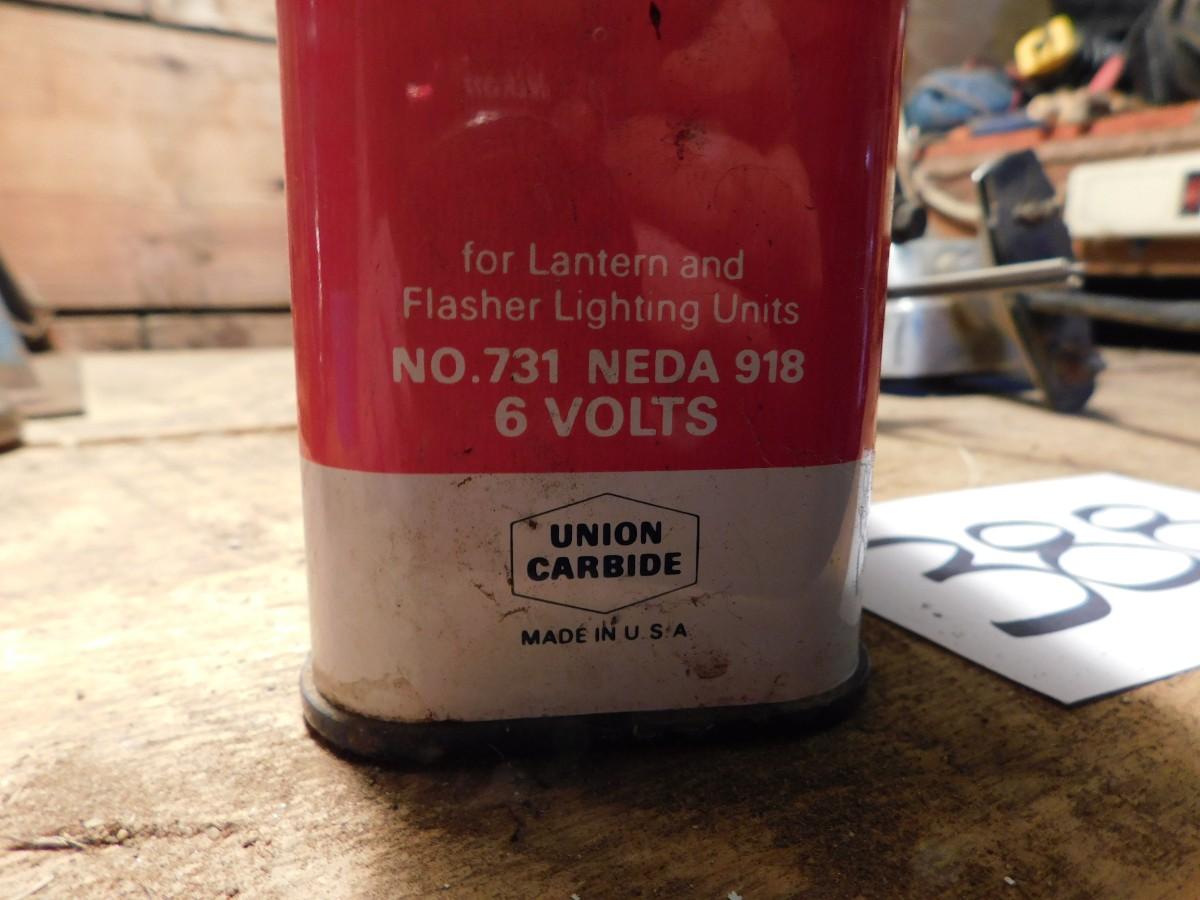 for Lantern and
Flasher Lighting Units
NO.731 NEDA 918
6 VOLTS
UNION
CARBIDE
MADE IN U.S.A
388